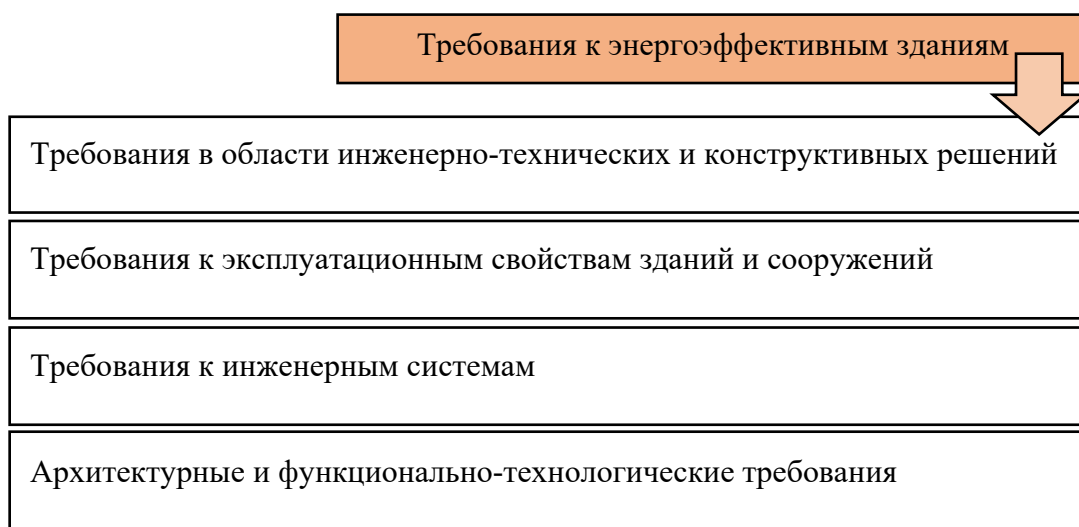 Требования к энергоэффективным зданиям
Требования в области инженерно-технических и конструктивных решений
Требования к эксплуатационным свойствам зданий и сооружений
Требования к инженерным системам
Архитектурные и функционально-технологические требования